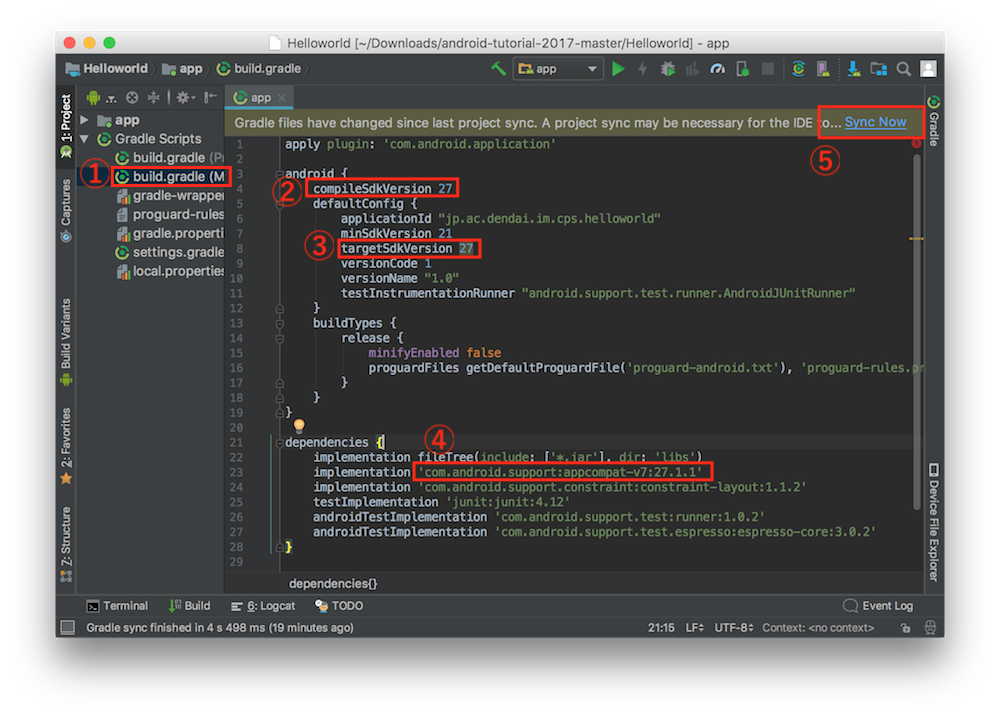 Helloworld [~/Downloads/android-tutorial-2017-master/Helloworld] - app
Helloworld app build.gradle app
app
Gradle files have changed since last project sync. A project sync may be necessary for the IDE to... Sync Now
⑤
1: Project
Captures
Build Variants
2: Favorites
7: Structure
app
Gradle Scripts
build.gradle (Pr
① build.gradle (M
gradle-wrapper
proguard-rules
gradle.properti
settings.gradle
local.properties
1 apply plugin: 'com.android.application'
2
3 android {
4 ② compileSdkVersion 27
5 defaultConfig {
6 applicationId "jp.ac.dendai.im.cps.helloworld"
7 minSdkVersion 21
8 ③ targetSdkVersion 27
9 versionCode 1
10 versionName "1.0"
11 testInstrumentationRunner "android.support.test.runner.AndroidJUnitRunner"
12 }
13 buildTypes {
14 release {
15 minifyEnabled false
16 proguardFiles getDefaultProguardFile('proguard-android.txt'), 'proguard-rules.pr
17 }
18 }
19 }
20
21 dependencies {
④
22 implementation fileTree(include: ['*.jar'], dir: 'libs')
23 implementation 'com.android.support:appcompat-v7:27.1.1'
24 implementation 'com.android.support.constraint:constraint-layout:1.1.2'
25 testImplementation 'junit:junit:4.12'
26 androidTestImplementation 'com.android.support.test:runner:1.0.2'
27 androidTestImplementation 'com.android.support.test.espresso:espresso-core:3.0.2'
28 }
29
dependencies{}
Gradle
Device File Explorer
Terminal Build 6: Logcat TODO Event Log
Gradle sync finished in 4 s 498 ms (19 minutes ago) 21:15 LF UTF-8 Context: <no context>